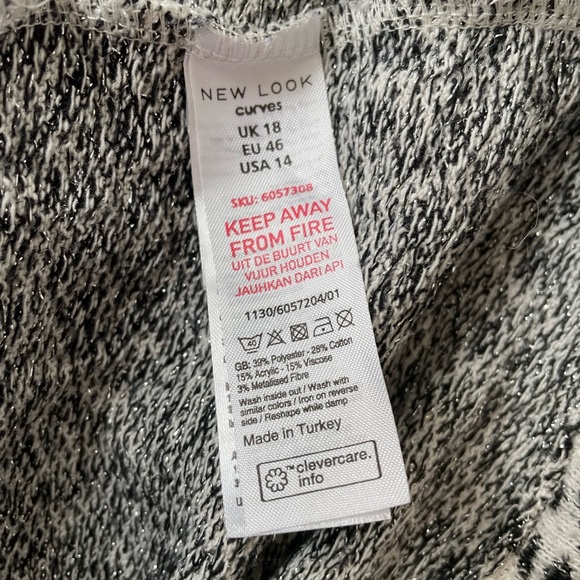 NEW LOOK
curves
UK 18
EU 46
USA 14
SKU: 6057308
KEEP AWAY
FROM FIRE
UIT DE BUURT VAN
VUUR HOUDEN
JAUHKAN DARI API
1130/6057204/01
40
GB: 39% Polyester - 28% Cotton
15% Acrylic - 15% Viscose
3% Metallised Fibre
Wash inside out / Wash with
similar colors / Iron on reverse
side / Reshape while damp
Made in Turkey
™clevercare.
info